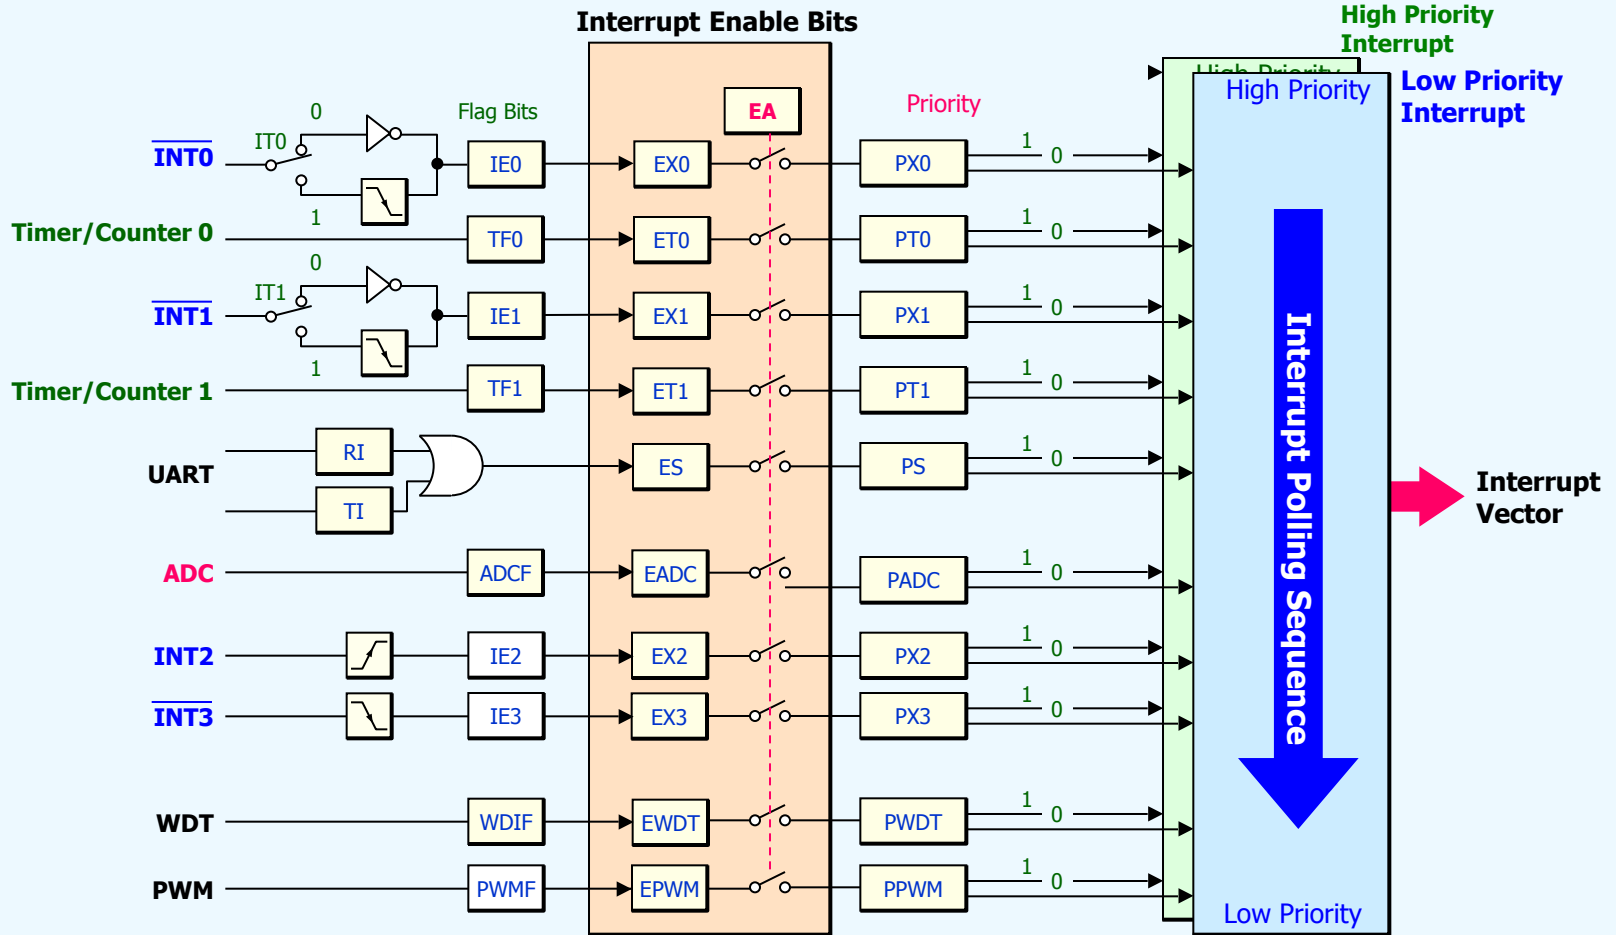 Interrupt Enable Bits
High Priority
Interrupt
High Priority
High Priority
Low Priority
Interrupt
Flag Bits
EA
Priority
INT0
IT0
0
1
IE0
EX0
PX0
1
0
Timer/Counter 0
TF0
ET0
PT0
1
0
INT1
IT1
0
1
IE1
EX1
PX1
1
0
Timer/Counter 1
TF1
ET1
PT1
1
0
UART
RI
TI
ES
PS
1
0
ADC
ADCF
EADC
PADC
1
0
INT2
IE2
EX2
PX2
1
0
INT3
IE3
EX3
PX3
1
0
WDT
WDIF
EWDT
PWDT
1
0
PWM
PWMF
EPWM
PPWM
1
0
Interrupt Polling Sequence
Low Priority
Interrupt
Vector